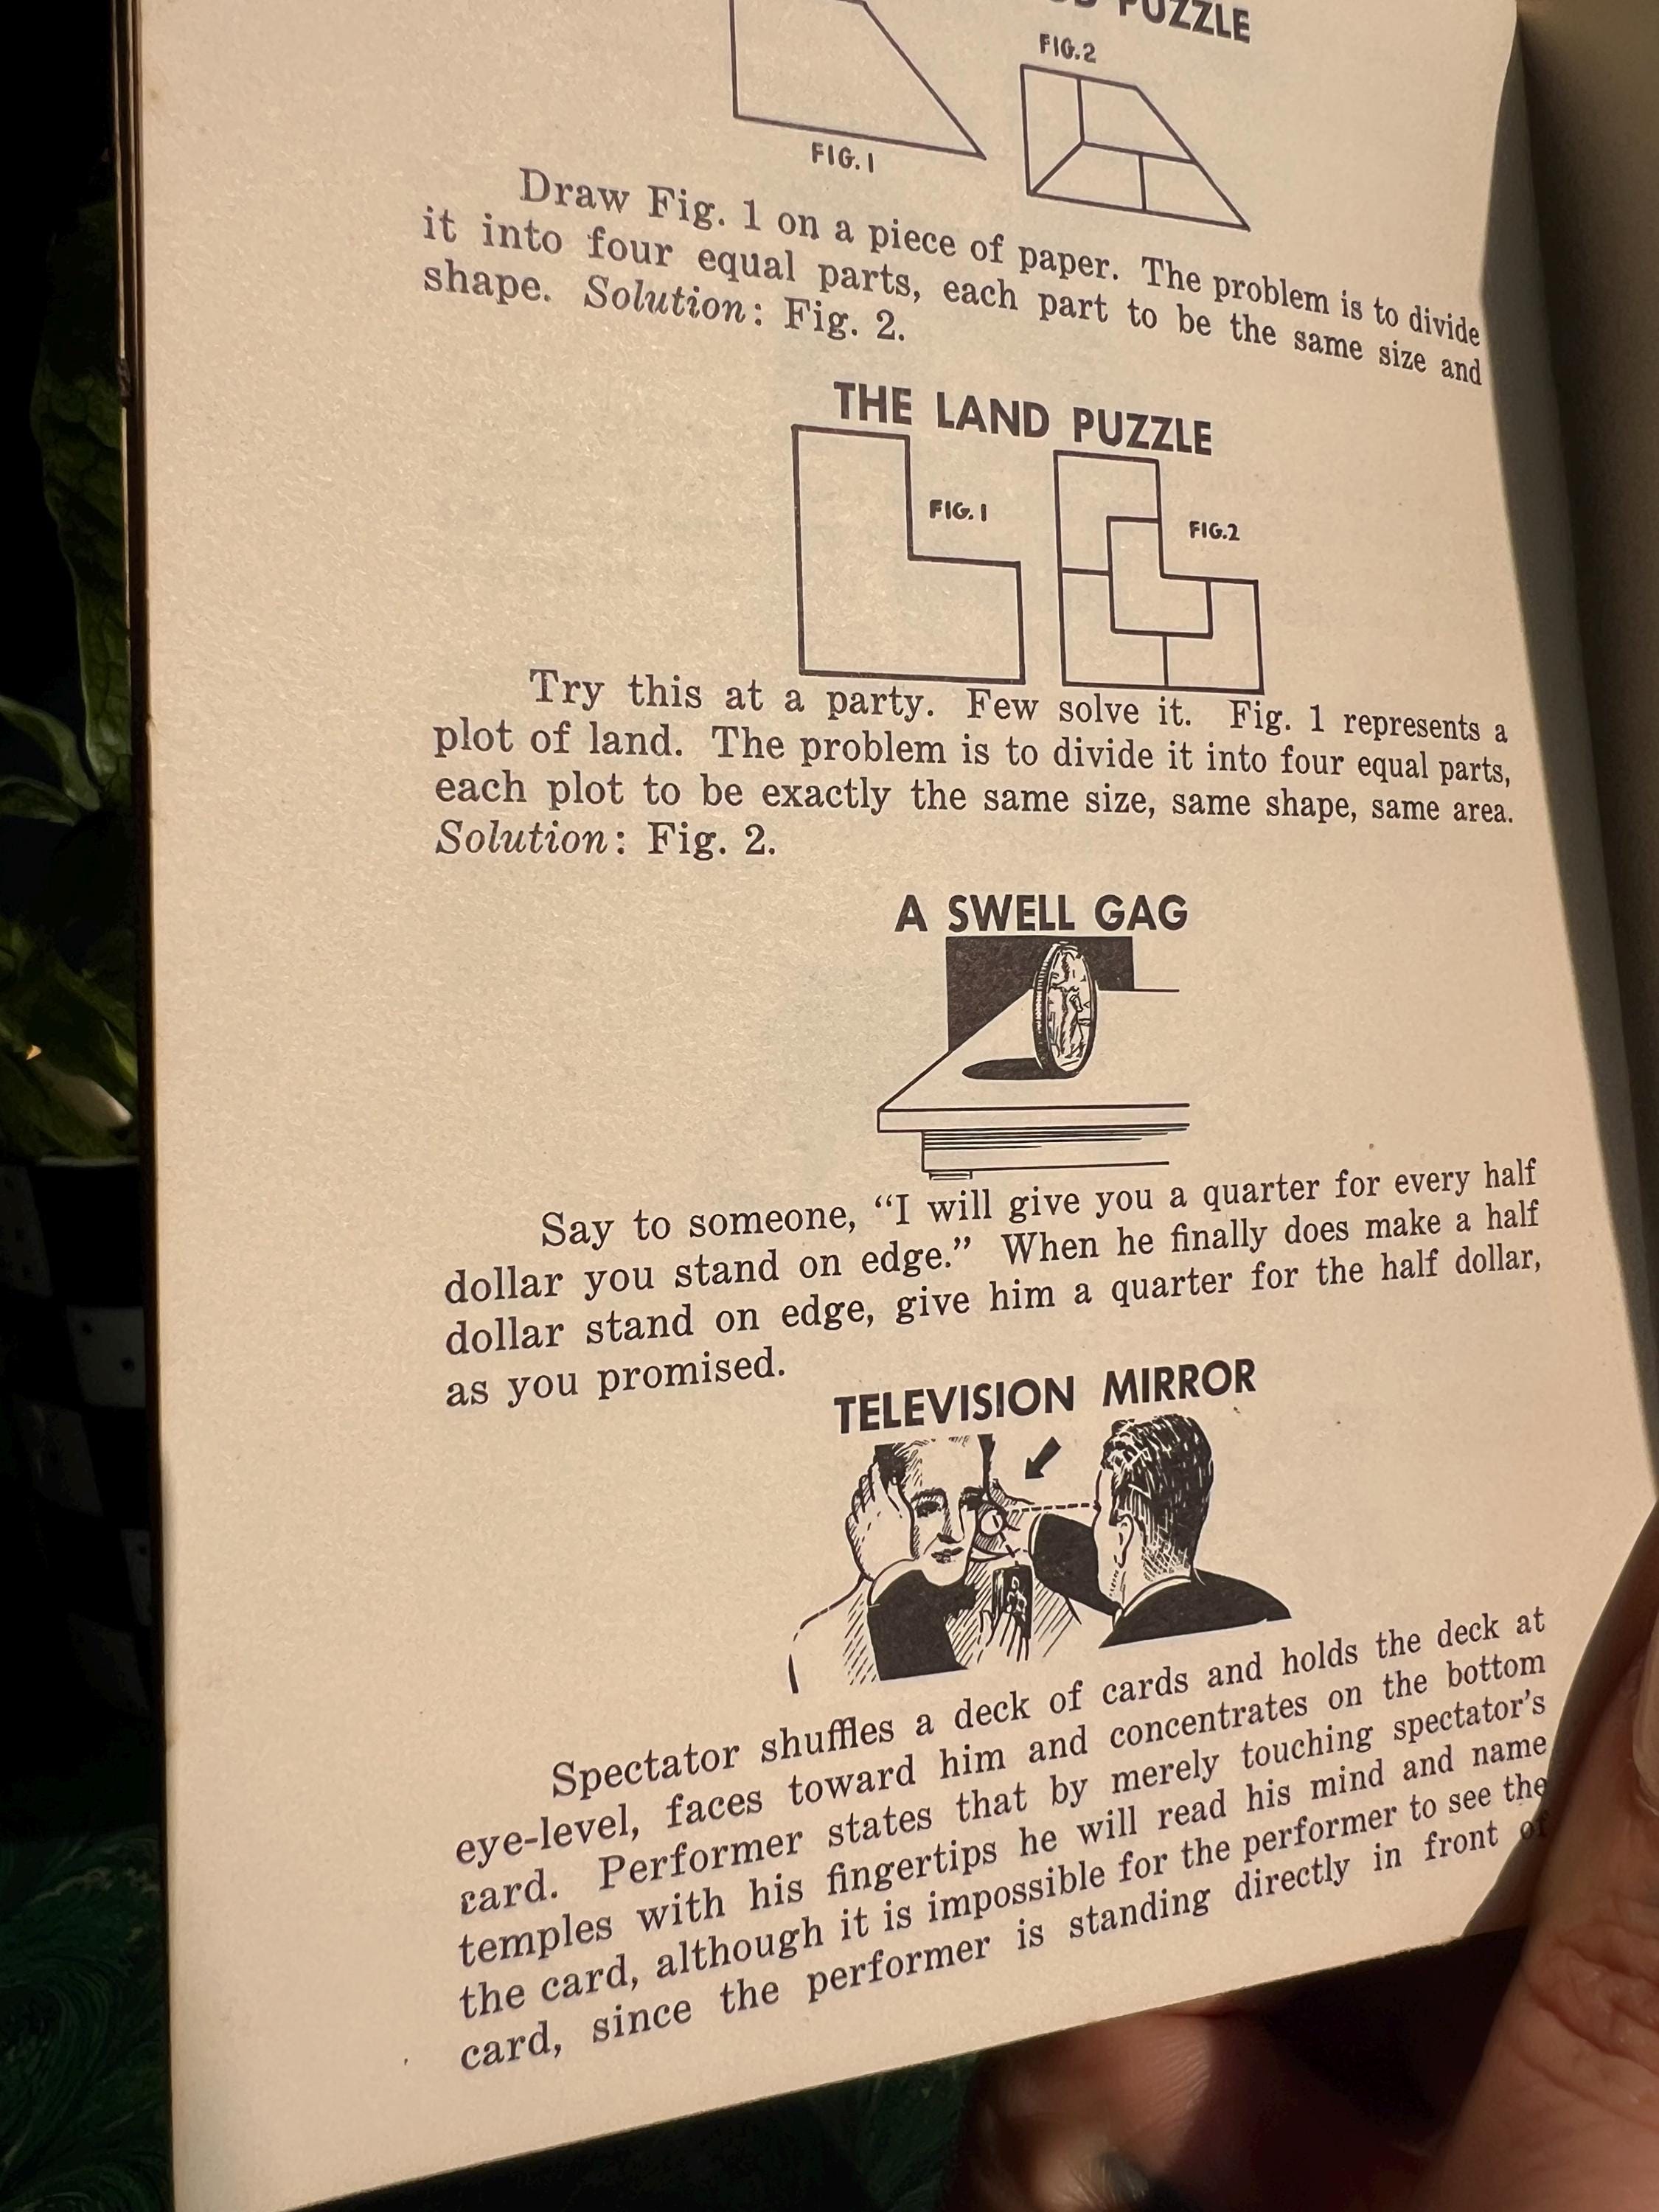 PUZZLE
FIG.2
FIG.1
Draw Fig. 1 on a piece of paper. The problem is to divide
it into four equal parts, each part to be the same size and
shape. Solution: Fig. 2.
THE LAND PUZZLE
FIG.1
FIG.2
Try this at a party. Few solve it. Fig. 1 represents a
plot of land. The problem is to divide it into four equal parts,
each plot to be exactly the same size, same shape, same area.
Solution: Fig. 2.
A SWELL GAG
Say to someone, “I will give you a quarter for every half
dollar you stand on edge.” When he finally does make a half
dollar stand on edge, give him a quarter for the half dollar,
as you promised.
TELEVISION MIRROR
Spectator shuffles a deck of cards and holds the deck at
eye-level, faces toward him and concentrates on the bottom
card. Performer states that by merely touching spectator’s
temples with his fingertips he will read his mind and name
the card, although it is impossible for the performer to see the
card, since the performer is standing directly in front of